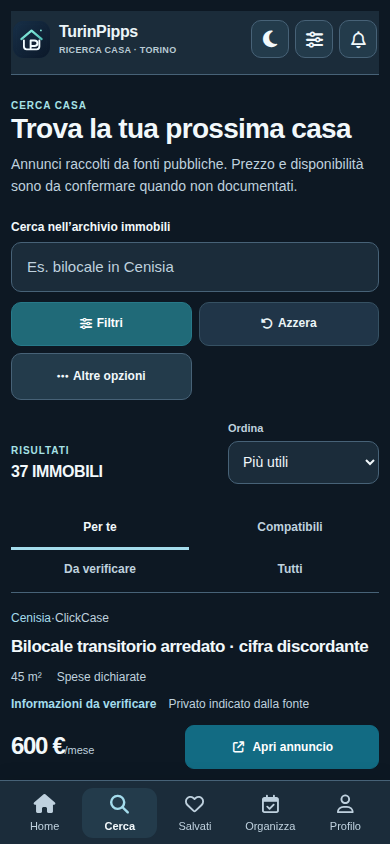 TurinPipps
RICERCA CASA · TORINO
CERCA CASA
Trova la tua prossima casa
Annunci raccolti da fonti pubbliche. Prezzo e disponibilità
sono da confermare quando non documentati.
Cerca nell’archivio immobili
Es. bilocale in Cenisia
Filtri
Azzera
Altre opzioni
RISULTATI
37 IMMOBILI
Ordina
Più utili
Per te
Compatibili
Da verificare
Tutti
Cenisia·ClickCase
Bilocale transitorio arredato · cifra discordante
45 m² Spese dichiarate
Informazioni da verificare Privato indicato dalla fonte
600 €/mese
Apri annuncio
Home
Cerca
Salvati
Organizza
Profilo